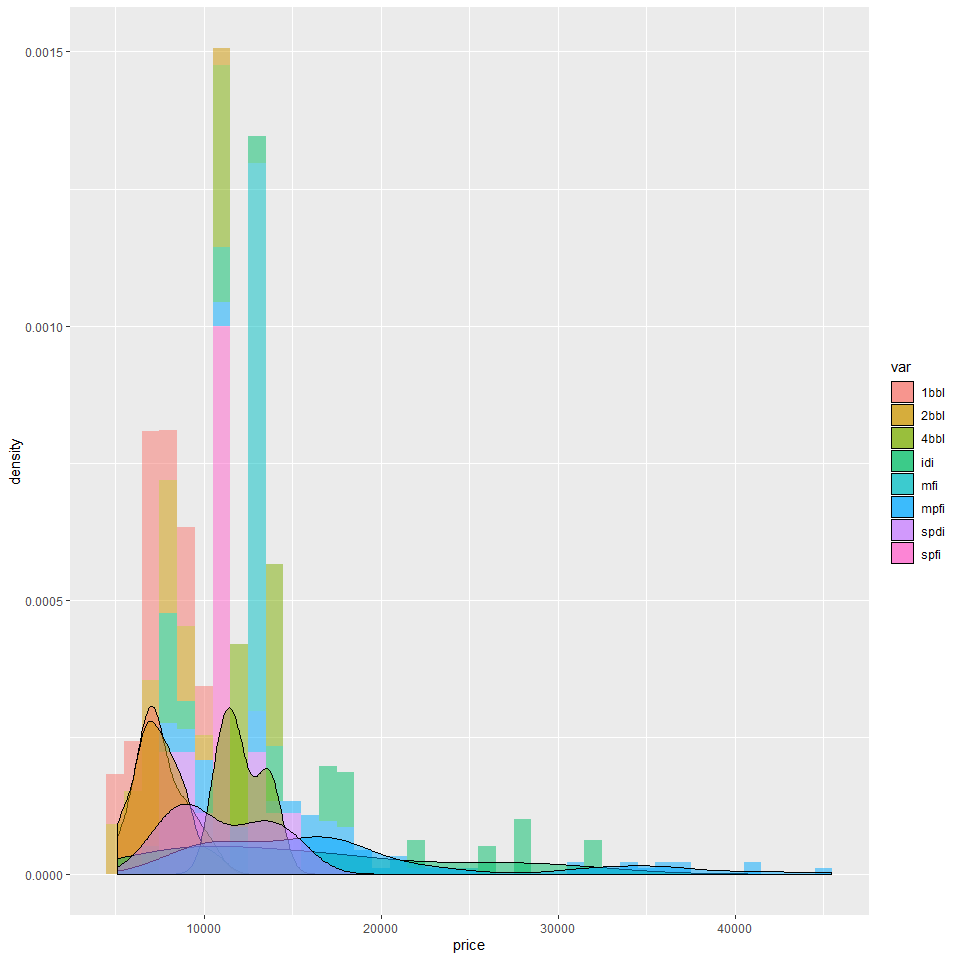 0.0015
0.0010
0.0005
0.0000
density
10000
20000
30000
40000
price
var
1bbl
2bbl
4bbl
idi
mfi
mpfi
spdi
spfi